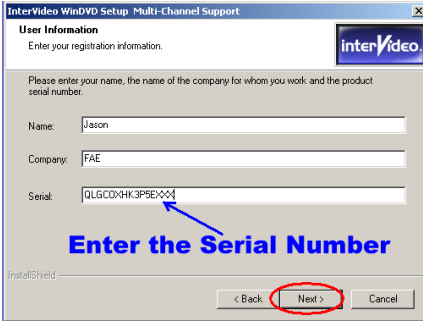 InterVideo WinDVD Setup Multi-Channel Support
User Information
Enter your registration information.
interVideo.
Please enter your name, the name of the company for whom you work and the product
serial number.
Name: Jason
Company: FAE
Serial: QLGCOXHK3P5EXXX
Enter the Serial Number
InstallShield
< Back Next > Cancel